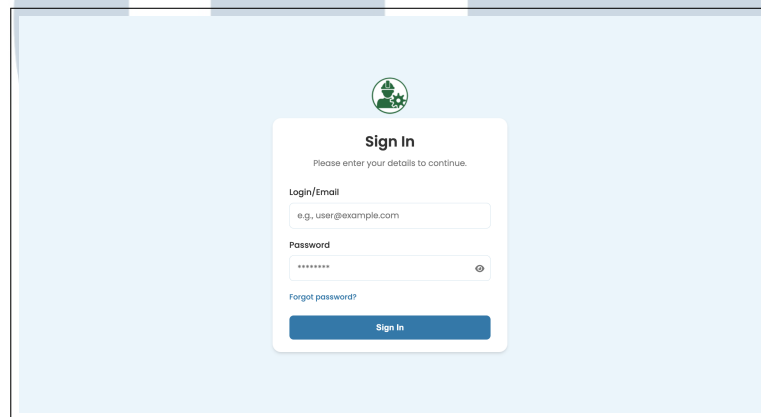 Sign In
Please enter your details to continue.
Login/Email
e.g., user@example.com
Password
********
Forgot password?
Sign In